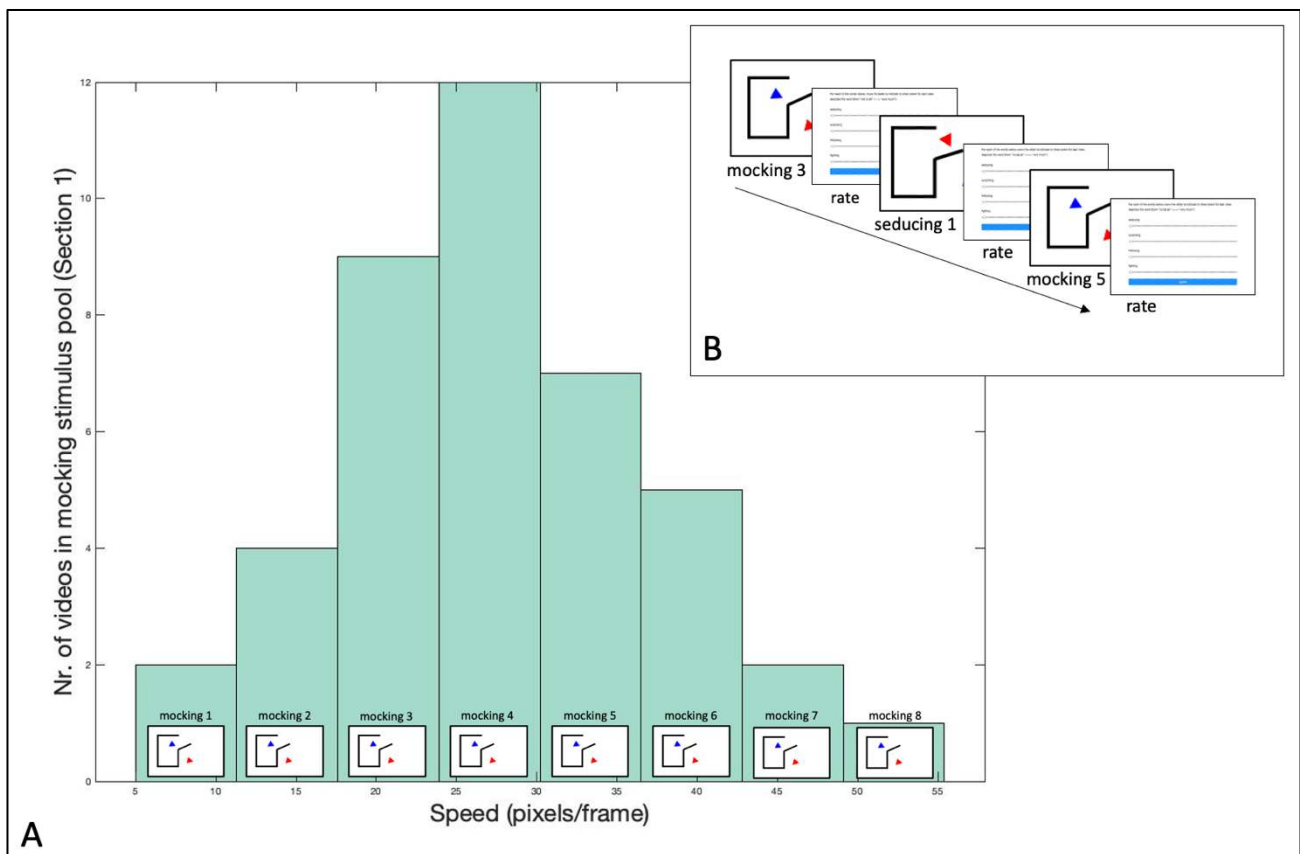 12
10
8
6
4
2
0
Nr. of videos in mocking stimulus pool (Section 1)
mocking 1
mocking 2
mocking 3
mocking 4
mocking 5
mocking 6
mocking 7
mocking 8
5
10
15
20
25
30
35
40
45
50
55
Speed (pixels/frame)
A
mocking 3
rate
seducing 1
rate
mocking 5
rate
B